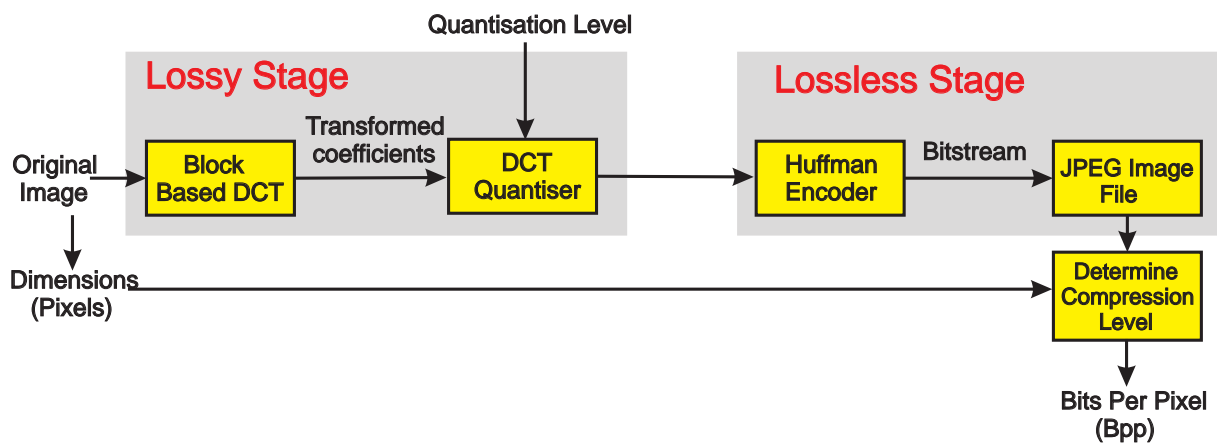 Quantisation Level
Lossy Stage
Lossless Stage
Transformed
coefficients
Original
Image
Block
Based DCT
DCT
Quantiser
Huffman
Encoder
Bitstream
JPEG Image
File
Dimensions
(Pixels)
Determine
Compression
Level
Bits Per Pixel
(Bpp)